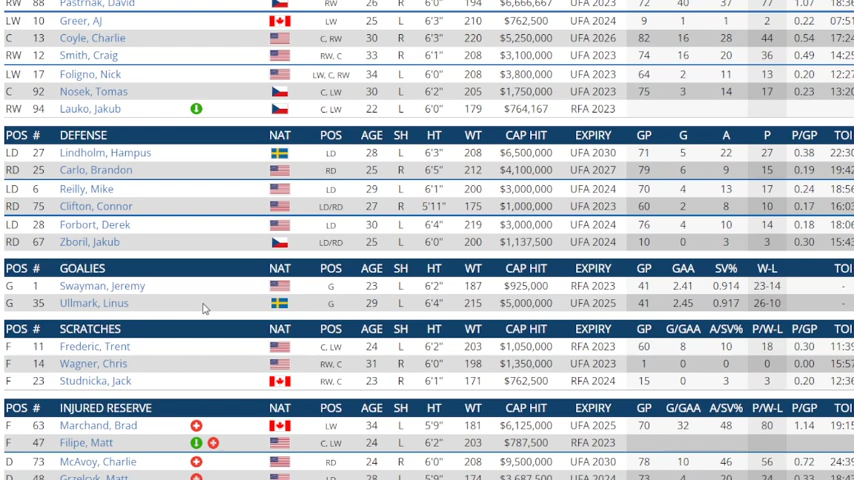 RW 88 Pastrnak, David RW 26 R 6'0" 194 $6,666,667 UFA 2023 72 40 37 77 1.07 18:36
LW 10 Greer, AJ LW 25 L 6'3" 210 $762,500 UFA 2023 9 1 1 2 0.22 07:51
C 13 Coyle, Charlie C, RW 30 R 6'3" 220 $5,250,000 UFA 2026 82 16 28 44 0.54 17:24
RW 12 Smith, Craig RW, C 33 R 6'1" 208 $3,100,000 UFA 2023 74 16 20 36 0.49 14:25
LW 17 Foligno, Nick LW, C, RW 34 L 6'0" 208 $3,800,000 UFA 2023 64 2 11 13 0.20 12:27
C 92 Nosek, Tomas C, LW 30 L 6'2" 205 $1,750,000 UFA 2023 75 3 14 17 0.23 13:20
RW 94 Lauko, Jakub C, LW 22 L 6'0" 179 $764,167 RFA 2023
POS # DEFENSE NAT POS AGE SH HT WT CAP HIT EXPIRY GP G A P P/GP TOI
LD 27 Lindholm, Hampus LD 28 L 6'3" 208 $6,500,000 UFA 2030 71 5 22 27 0.38 22:30
RD 25 Carlo, Brandon RD 25 R 6'5" 212 $4,100,000 UFA 2027 79 6 9 15 0.19 19:42
LD 6 Reilly, Mike LD 29 L 6'1" 200 $3,000,000 UFA 2024 70 4 13 17 0.24 18:56
RD 75 Clifton, Connor LD/RD 27 R 5'11" 175 $1,000,000 UFA 2023 60 2 8 10 0.17 16:03
LD 28 Forbort, Derek LD 30 L 6'4" 219 $3,000,000 UFA 2024 76 4 10 14 0.18 18:06
RD 67 Zboril, Jakub LD/RD 25 L 6'0" 200 $1,137,500 UFA 2024 10 0 3 3 0.30 15:43
POS # GOALIES NAT POS AGE SH HT WT CAP HIT EXPIRY GP GAA SV% W-L TOI
G 1 Swayman, Jeremy G 23 L 6'2" 187 $925,000 RFA 2023 41 2.41 0.914 23-14 -
G 35 Ullmark, Linus G 29 L 6'4" 215 $5,000,000 UFA 2025 41 2.45 0.917 26-10 -
POS # SCRATCHES NAT POS AGE SH HT WT CAP HIT EXPIRY GP G/GAA A/SV% P/W-L P/GP TOI
F 11 Frederic, Trent C, LW 24 L 6'2" 203 $1,050,000 RFA 2023 60 8 10 18 0.30 11:39
F 14 Wagner, Chris RW, C 31 R 6'0" 198 $1,350,000 UFA 2023 1 0 0 0 0.00 15:57
F 23 Studnicka, Jack RW, C 23 R 6'1" 171 $762,500 RFA 2024 15 0 3 3 0.20 12:36
POS # INJURED RESERVE NAT POS AGE SH HT WT CAP HIT EXPIRY GP G/GAA A/SV% P/W-L P/GP TOI
F 63 Marchand, Brad LW 34 L 5'9" 181 $6,125,000 UFA 2025 70 32 48 80 1.14 19:15
F 47 Filipe, Matt C, LW 24 L 6'2" 203 $787,500 RFA 2023
D 73 McAvoy, Charlie RD 24 R 6'0" 208 $9,500,000 UFA 2030 78 10 46 56 0.72 24:39
D 48 Grzelcyk, Matt LD 28 L 5'9" 174 $3,687,500 UFA 2024 73 4 20 24 0.33